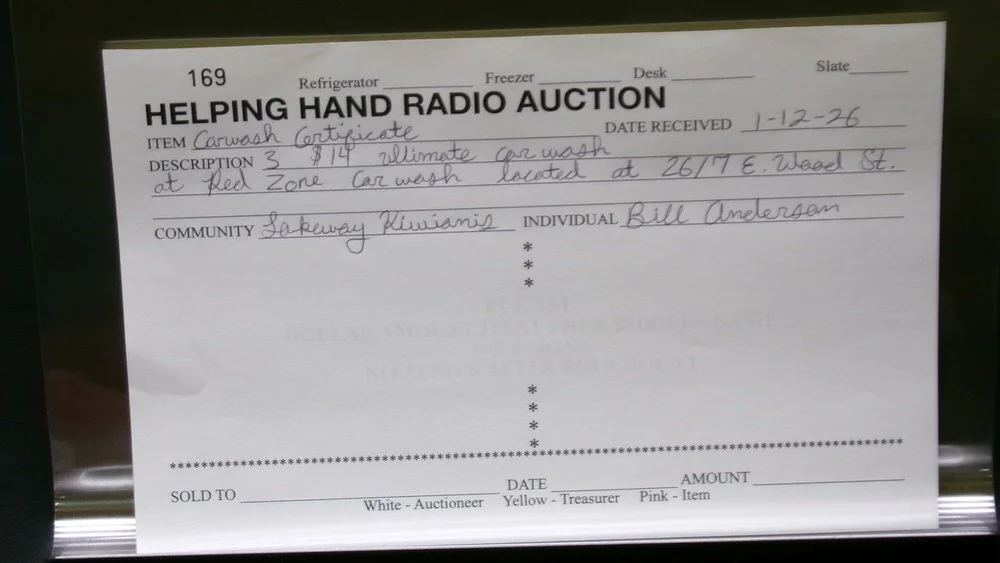 169 Refrigerator Freezer Desk Slate
HELPING HAND RADIO AUCTION
ITEM Carwash Certificate DATE RECEIVED 1-12-26
DESCRIPTION 3 $14 Ultimate car wash
at Red Zone Car wash located at 2617 E. Wood St.
COMMUNITY Lakeway Kiwianis INDIVIDUAL Bill Anderson
*
*
*
*
*
*
*
SOLD TO DATE AMOUNT
White - Auctioneer Yellow - Treasurer Pink - Item